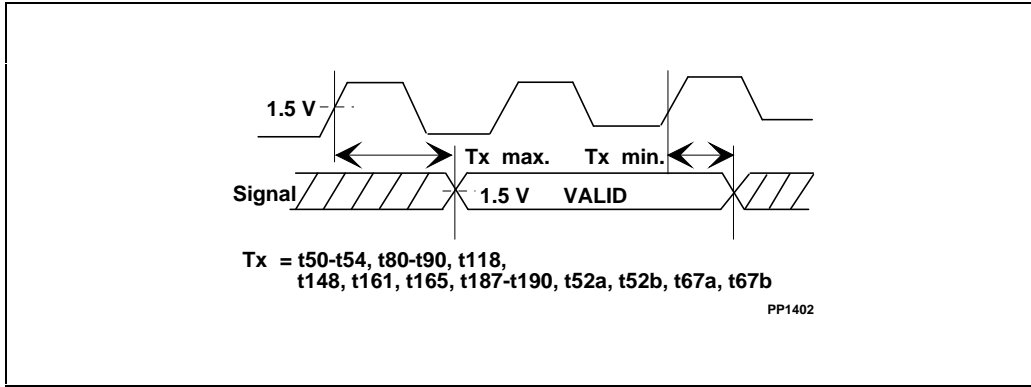 1.5 V
Tx max. Tx min.
Signal
1.5 V VALID
Tx = t50-t54, t80-t90, t118,
t148, t161, t165, t187-t190, t52a, t52b, t67a, t67b
PP1402